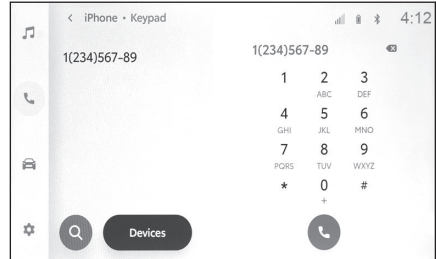 < iPhone • Keypad
4:12
1(234)567-89
1(234)567-89
1 2 3
ABC DEF
4 5 6
GHI JKL MNO
7 8 9
PQRS TUV WXYZ
* 0 #
+
Devices